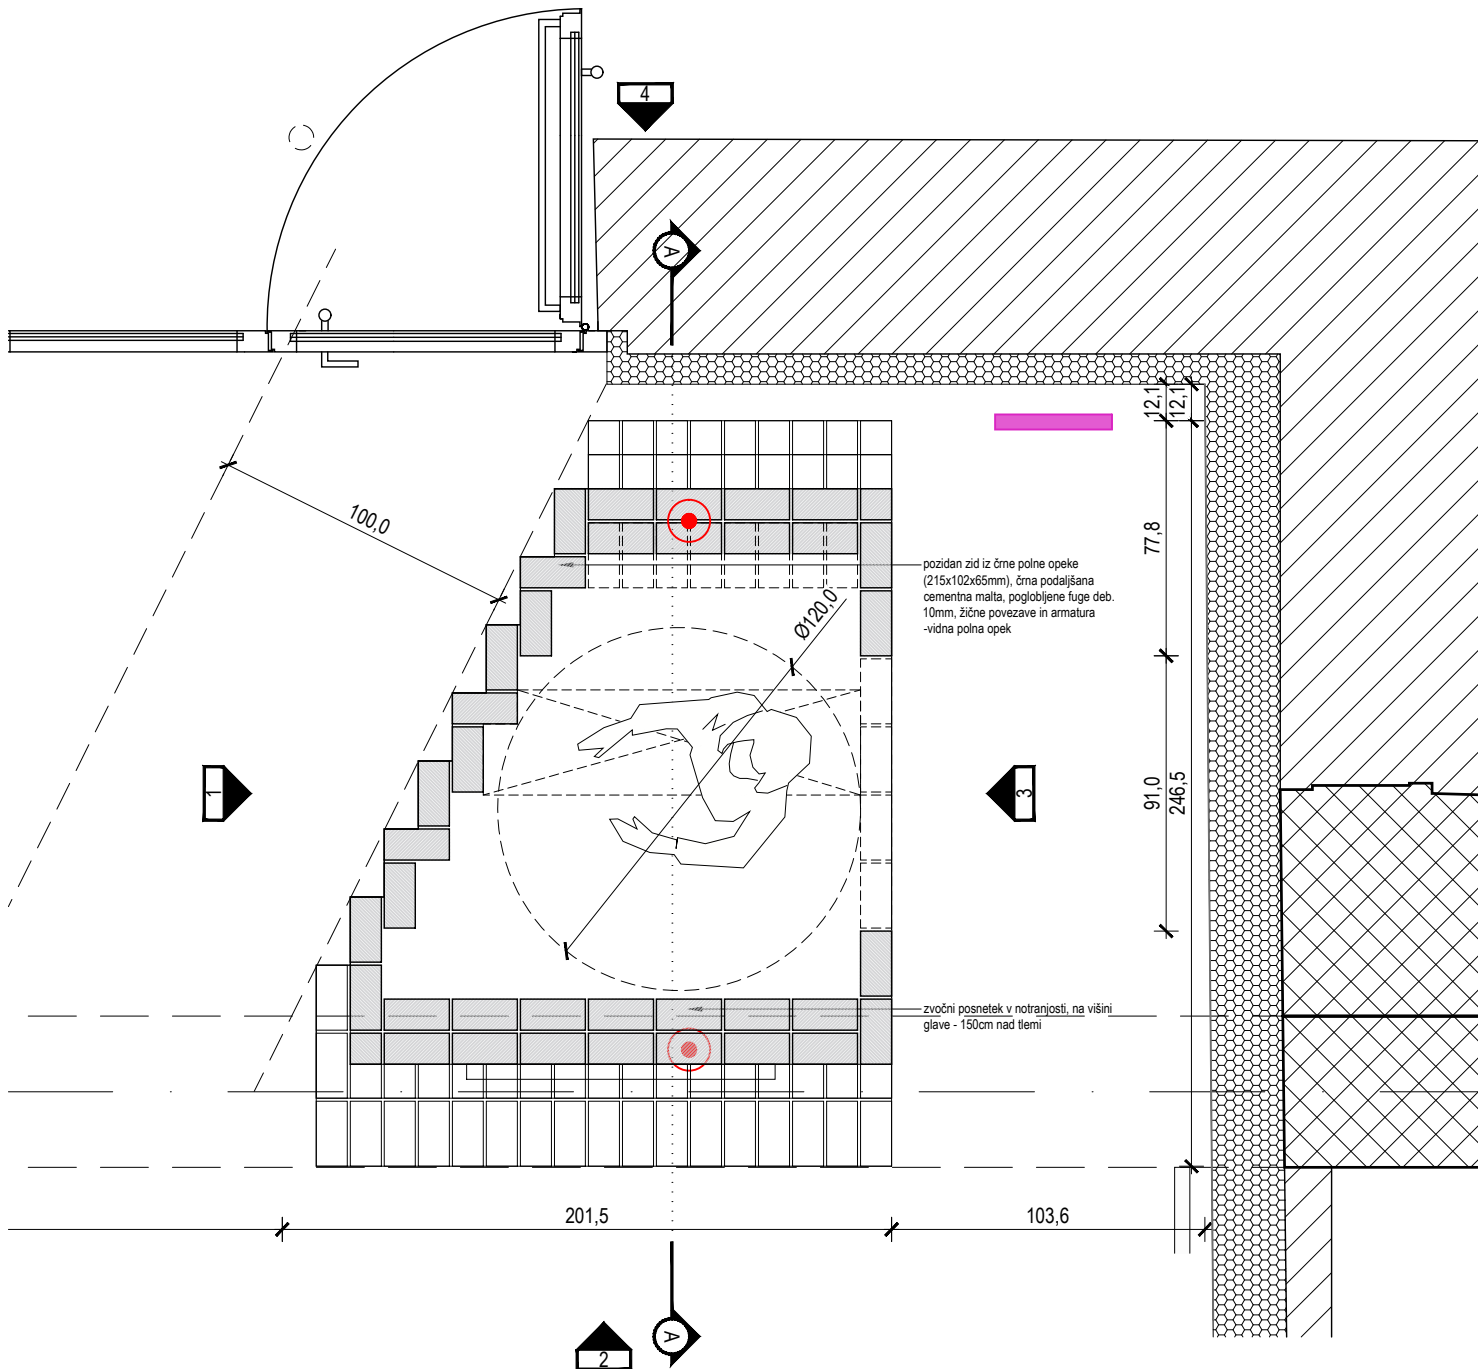 4
A
12,1
12,1
100,0
77,8
pozidan zid iz črne polne opeke
(215x102x65mm), črna podaljšana
cementna malta, poglobljene fuge deb.
10mm, žične povezave in armatura
-vidna polna opek
Ø120,0
1
3
91,0
246,5
zvočni posnetek v notranjosti, na višini
glave - 150cm nad tlemi
201,5
103,6
A
2